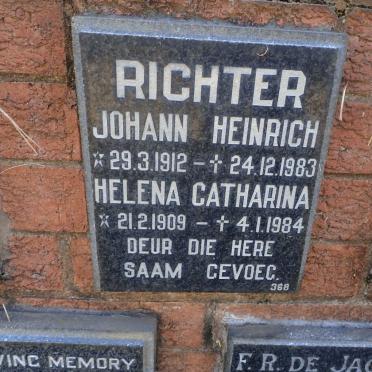 RICHTER
JOHANN HEINRICH
* 29.3.1912 – † 24.12.1983
HELENA CATHARINA
* 21.2.1909 – † 4.1.1984
DEUR DIE HERE
SAAM GEVOEG.
368
VING MEMORY
F. R. DE JAG